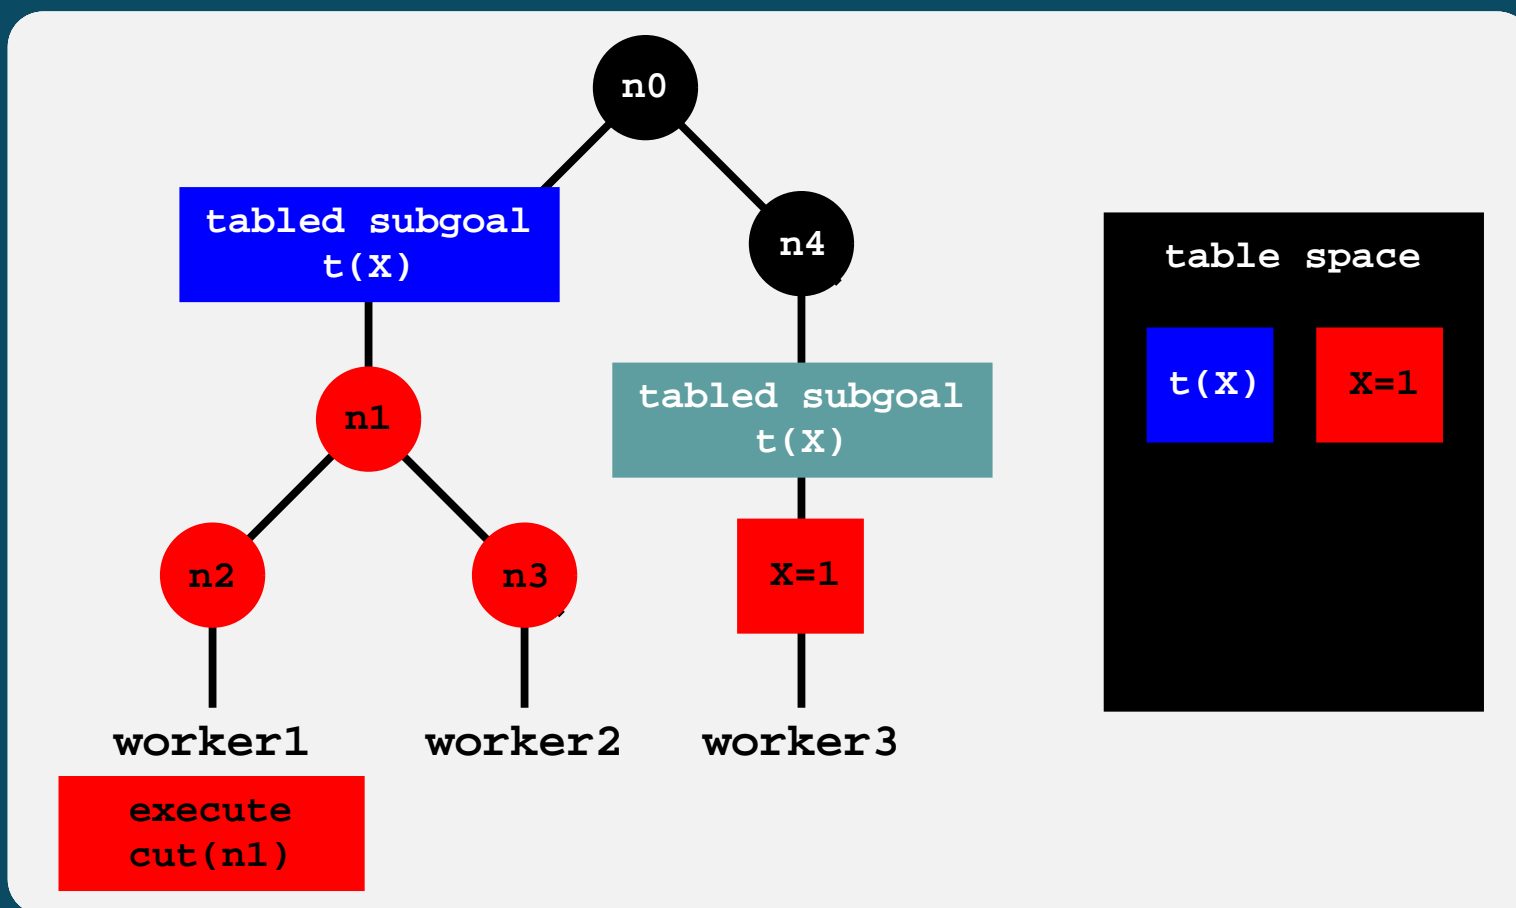 n0
tabled subgoal
t(X)
n4
table space
t(X)
X=1
n1
tabled subgoal
t(X)
n2
n3
X=1
worker1
worker2
worker3
execute
cut(n1)